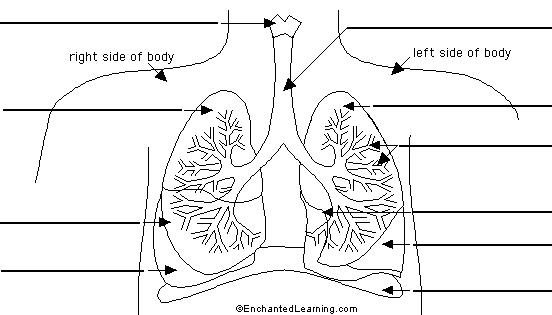 right side of body
left side of body
©EnchantedLearning.com